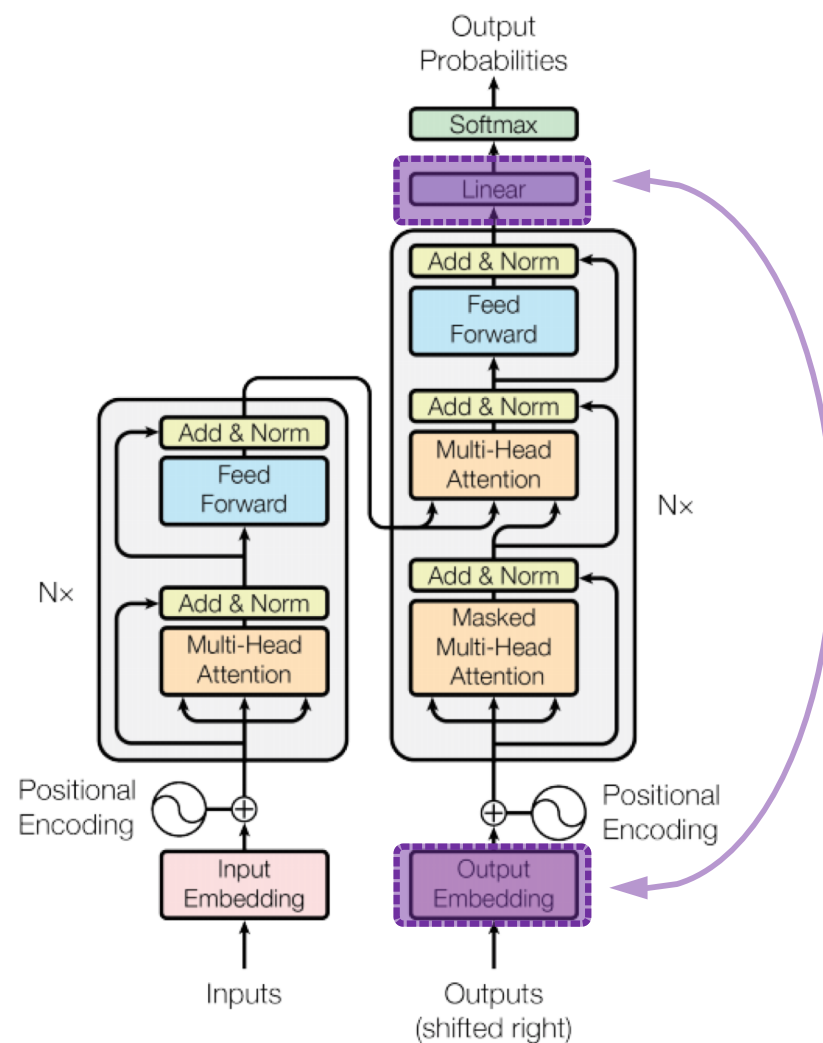 Output
Probabilities
Softmax
Linear
Add & Norm
Feed
Forward
Add & Norm
Multi-Head
Attention
Add & Norm
Masked
Multi-Head
Attention
N×
Positional
Encoding
Output
Embedding
Outputs
(shifted right)
Add & Norm
Feed
Forward
Add & Norm
Multi-Head
Attention
N×
Positional
Encoding
Input
Embedding
Inputs